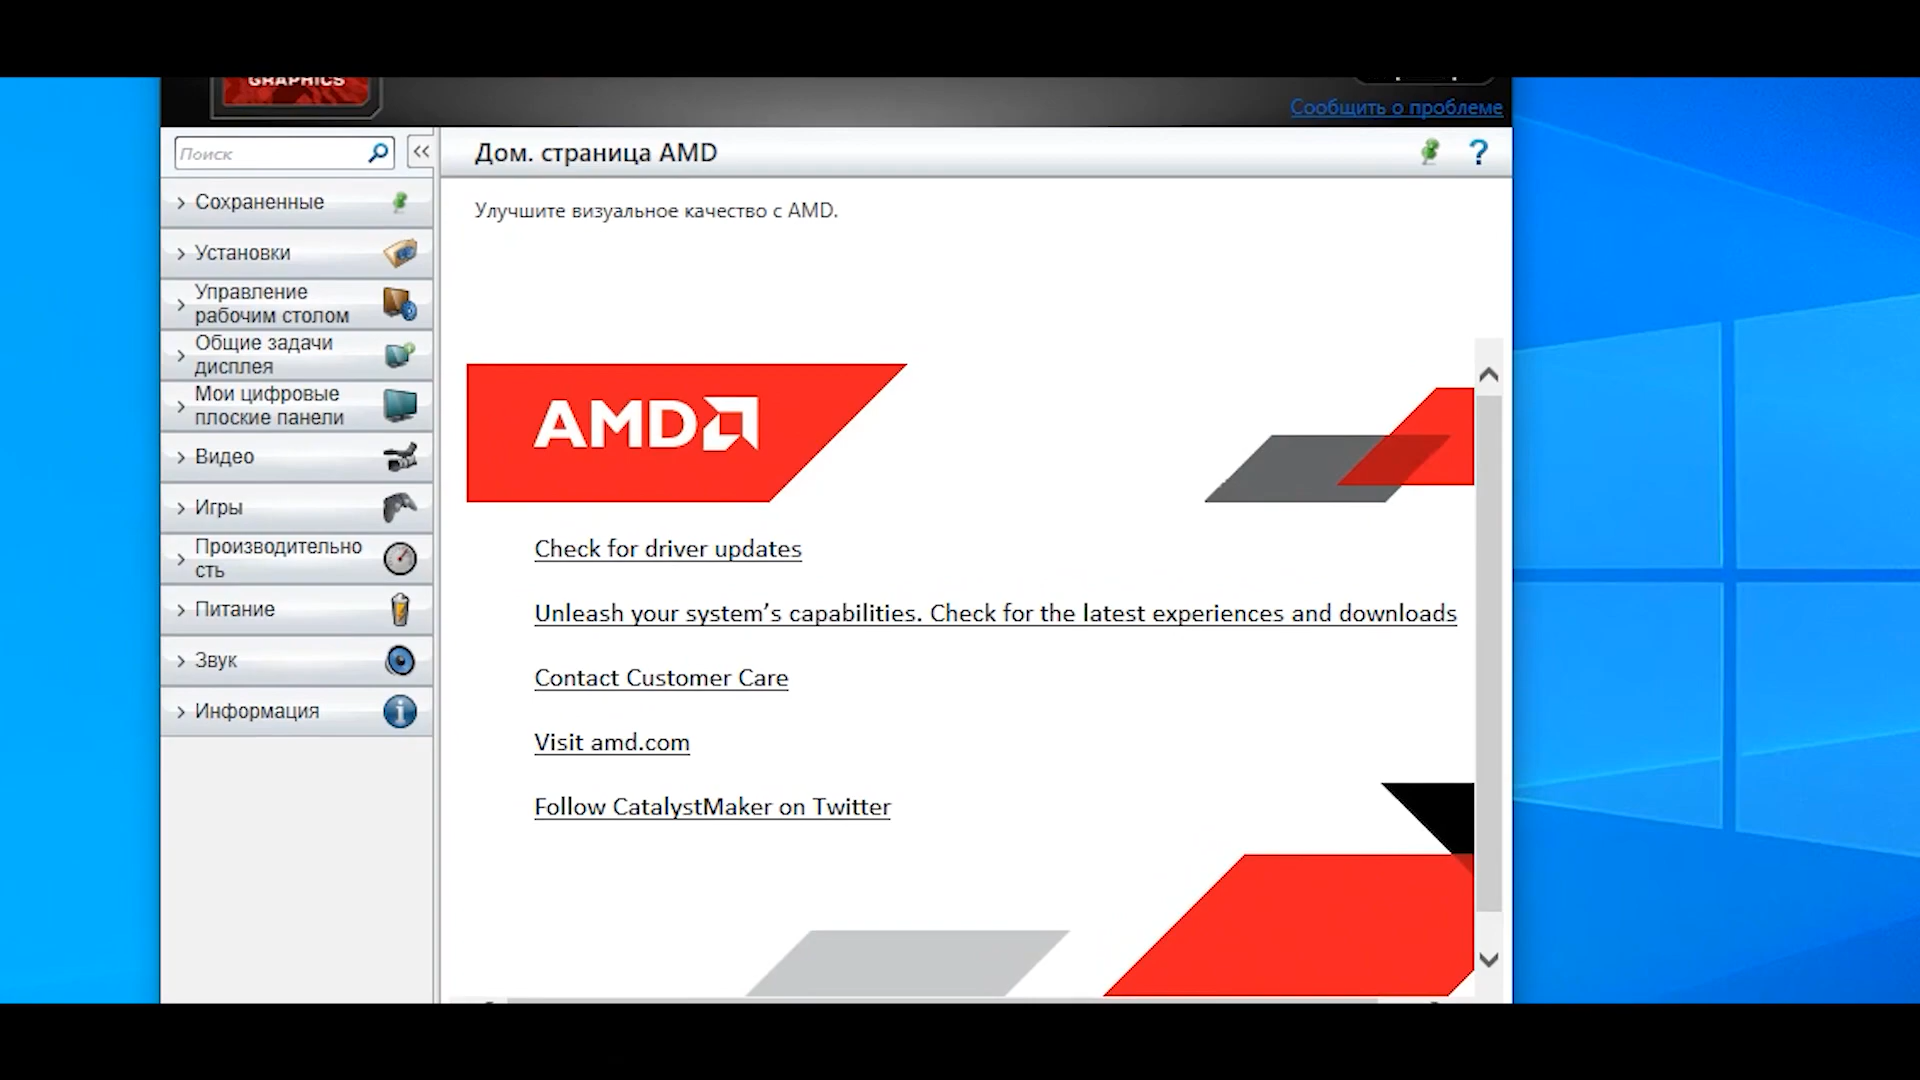 GRAPHICS
Сообщить о проблеме
Поиск
Дом. страница AMD
?
Сохраненные
Установки
Управление
рабочим столом
Общие задачи
дисплея
Мои цифровые
плоские панели
Видео
Игры
Производительно
сть
Питание
Звук
Информация
Улучшите визуальное качество с AMD.
AMD
Check for driver updates
Unleash your system’s capabilities. Check for the latest experiences and downloads
Contact Customer Care
Visit amd.com
Follow CatalystMaker on Twitter